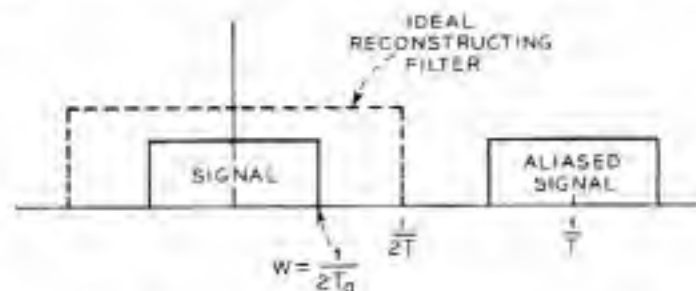 IDEAL
RECONSTRUCTING
FILTER
SIGNAL
ALIASED
SIGNAL
W = 1/2T₀
1/2T
1/T